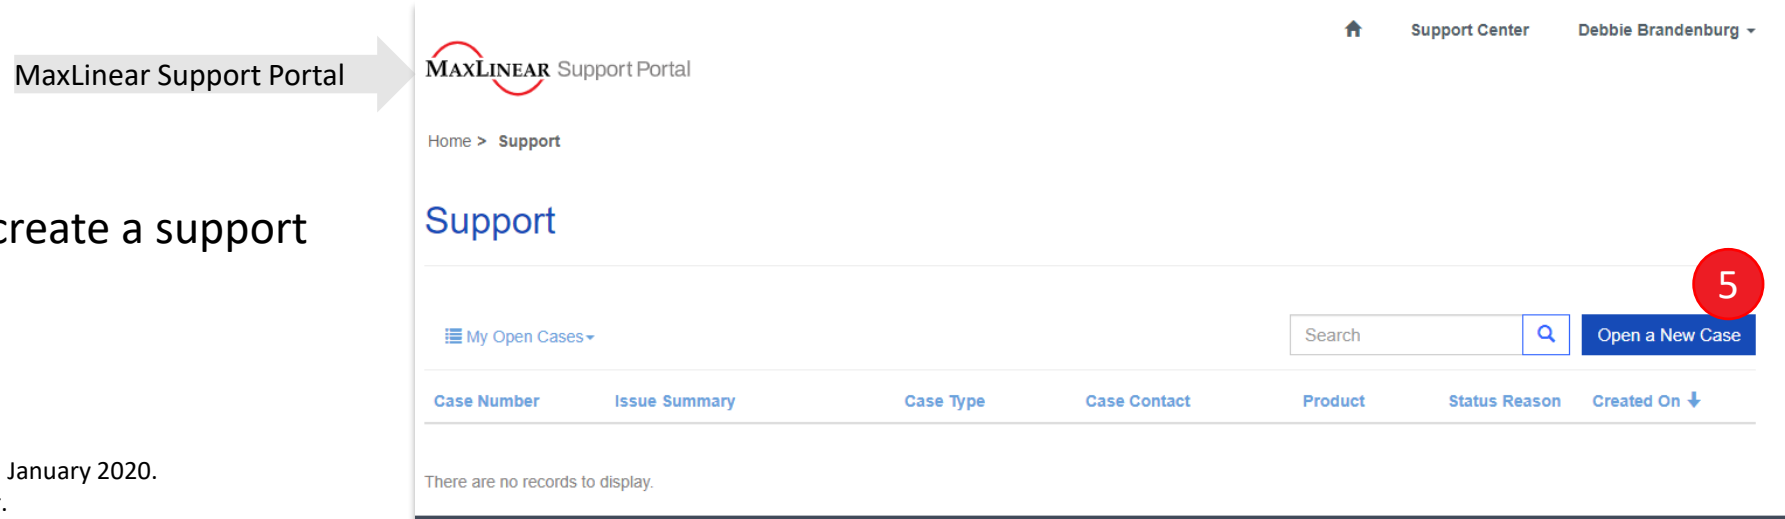 Support Center Debbie Brandenburg
MaxLinear Support Portal
MAXLINEAR Support Portal
Home > Support
create a support
Support
5
My Open Cases
Search
Open a New Case
Case Number Issue Summary Case Type Case Contact Product Status Reason Created On
January 2020.
There are no records to display.